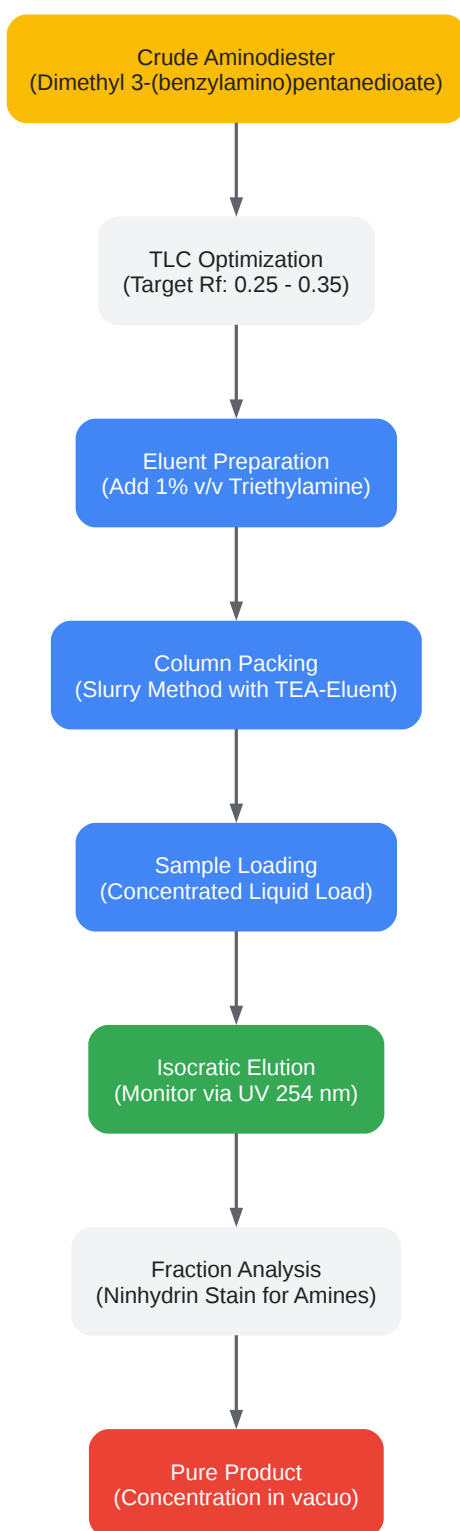 Crude Aminodiester
(Dimethyl 3-(benzylamino)pentanedioate)
TLC Optimization
(Target Rf: 0.25 - 0.35)
Eluent Preparation
(Add 1% v/v Triethylamine)
Column Packing
(Slurry Method with TEA-Eluent)
Sample Loading
(Concentrated Liquid Load)
Isocratic Elution
(Monitor via UV 254 nm)
Fraction Analysis
(Ninhydrin Stain for Amines)
Pure Product
(Concentration in vacuo)